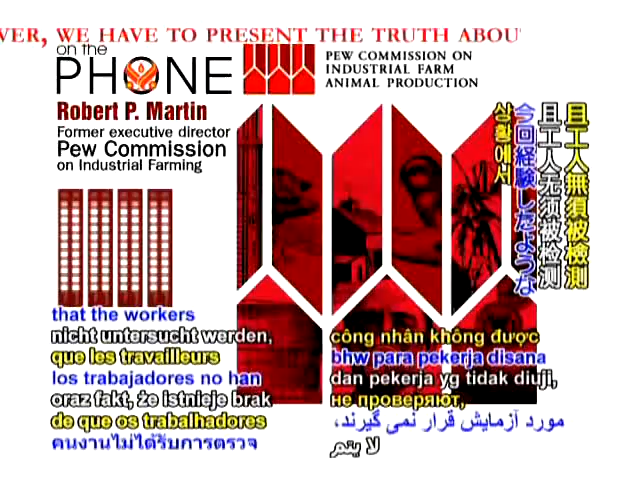 VER, WE HAVE TO PRESENT THE TRUTH ABOU
on the
PHONE
PEW COMMISSION ON
INDUSTRIAL FARM
ANIMAL PRODUCTION
Robert P. Martin
Former executive director
Pew Commission
on Industrial Farming
且工人無須被檢測
且工人无须被检测
今回経験したような
상황에서
that the workers
nicht untersucht werden,
que les travailleurs
los trabajadores no han
oraz fakt, że istnieje brak
de que os trabalhadores
คนงานไม่ได้รับการตรวจ
công nhân không được
bhw para pekerja disana
dan pekerja yg tidak diuji,
не проверяют,
مورد آزمایش قرار نمی گیرند،
لا يتم